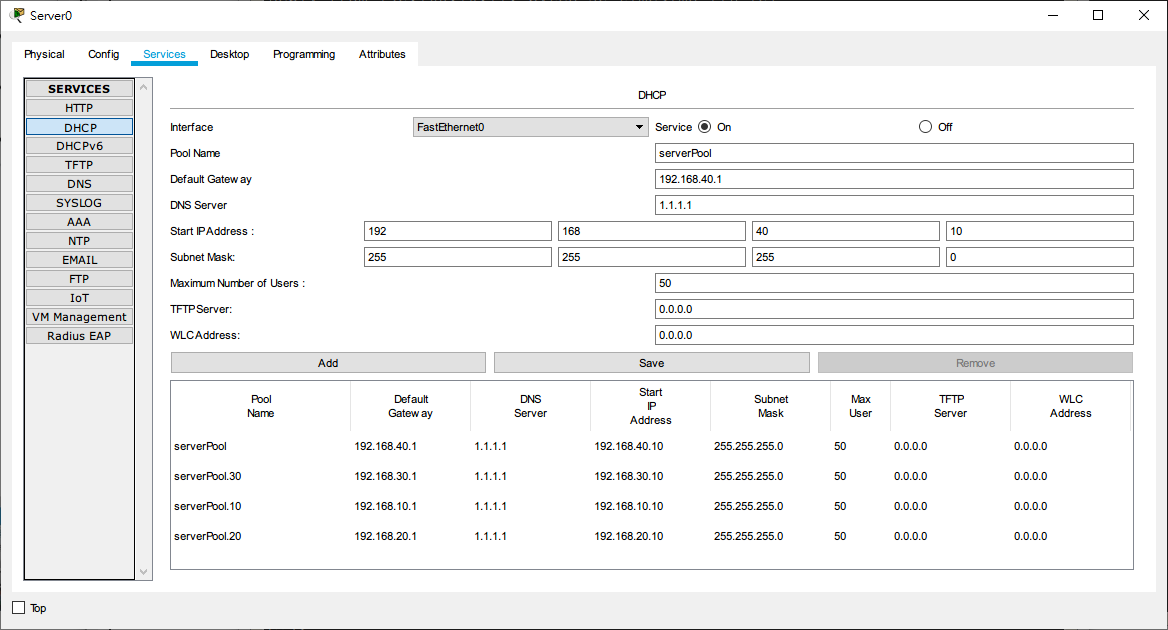 Server0
Physical Config Services Desktop Programming Attributes
SERVICES
HTTP
DHCP
DHCPv6
TFTP
DNS
SYSLOG
AAA
NTP
EMAIL
FTP
IoT
VM Management
Radius EAP
DHCP
Interface FastEthernet0 Service On Off
Pool Name serverPool
Default Gateway 192.168.40.1
DNS Server 1.1.1.1
Start IP Address : 192 168 40 10
Subnet Mask: 255 255 255 0
Maximum Number of Users : 50
TFTP Server: 0.0.0.0
WLC Address: 0.0.0.0
Add Save Remove
Pool Name Default Gateway DNS Server Start IP Address Subnet Mask Max User TFTP Server WLC Address
serverPool 192.168.40.1 1.1.1.1 192.168.40.10 255.255.255.0 50 0.0.0.0 0.0.0.0
serverPool.30 192.168.30.1 1.1.1.1 192.168.30.10 255.255.255.0 50 0.0.0.0 0.0.0.0
serverPool.10 192.168.10.1 1.1.1.1 192.168.10.10 255.255.255.0 50 0.0.0.0 0.0.0.0
serverPool.20 192.168.20.1 1.1.1.1 192.168.20.10 255.255.255.0 50 0.0.0.0 0.0.0.0
Top